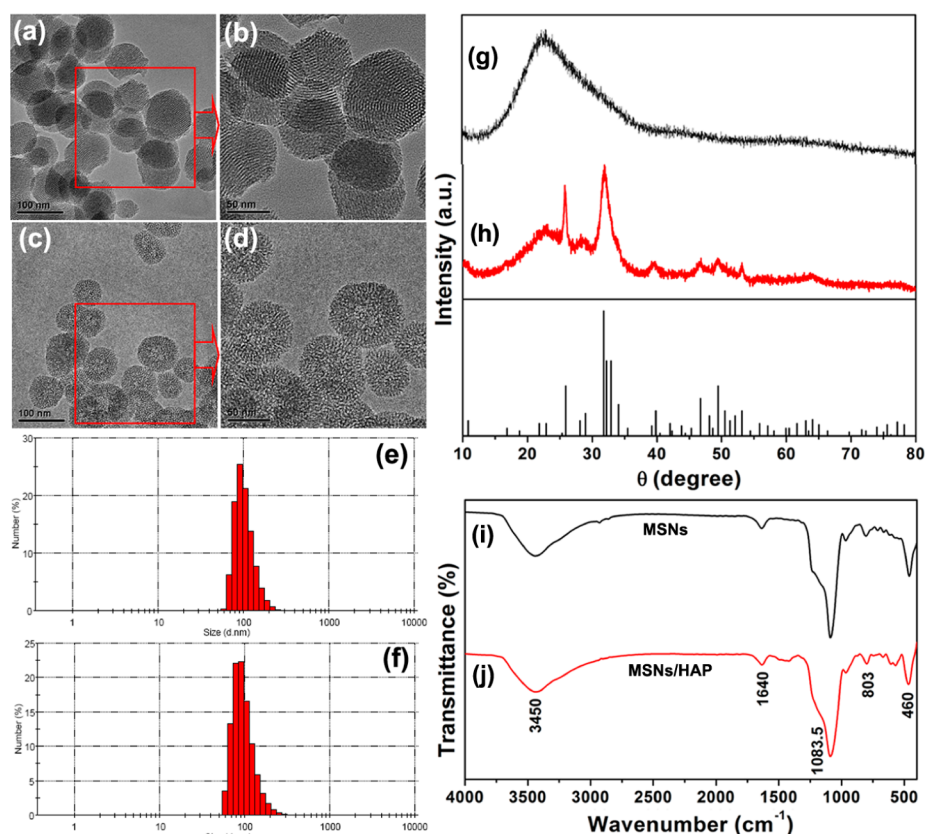 (a)
100 nm
(b)
50 nm
(c)
100 nm
(d)
50 nm
(e)
Number (%)
30
20
10
0
1 10 100 1000 10000
Size (d.nm)
(f)
Number (%)
25
20
15
10
5
0
1 10 100 1000 10000
(g)
(h)
Intensity (a.u.)
10 20 30 40 50 60 70 80
θ (degree)
(i)
MSNs
(j)
MSNs/HAP
3450
1640
1083.5
803
460
Transmittance (%)
4000 3500 3000 2500 2000 1500 1000 500
Wavenumber (cm⁻¹)